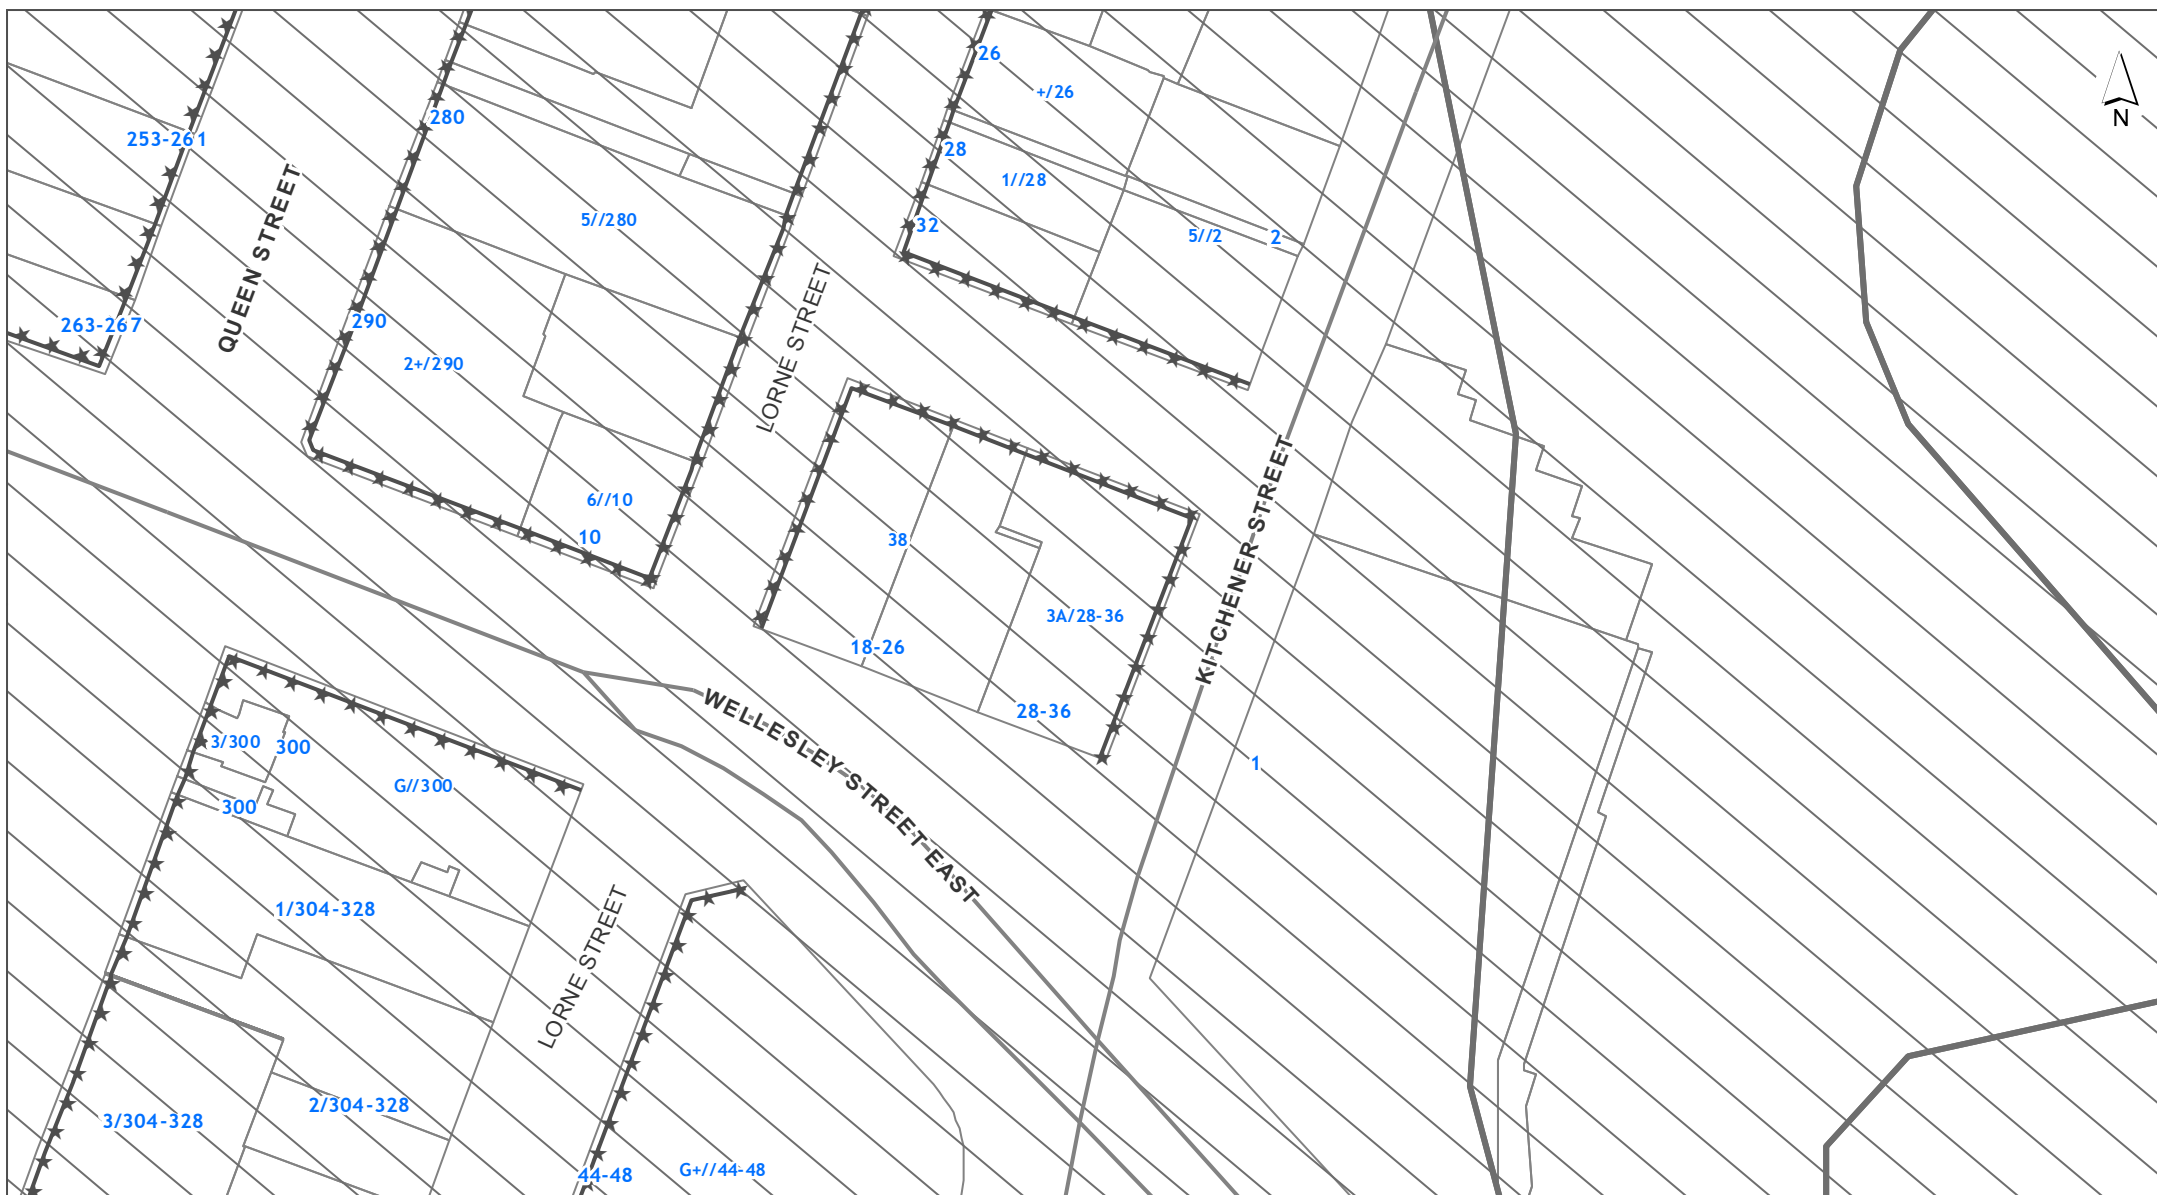 26
+/26
N
280
253-261
28
1//28
QUEEN STREET
5//280
32
5//2
2
263-267
290
LORNE STREET
2+/290
6//10
10
38
KITCHENER STREET
3A/28-36
18-26
28-36
WELLESLEY STREET EAST
3/300
300
G//300
1
300
1/304-328
LORNE STREET
2/304-328
3/304-328
44-48
G+//44-48